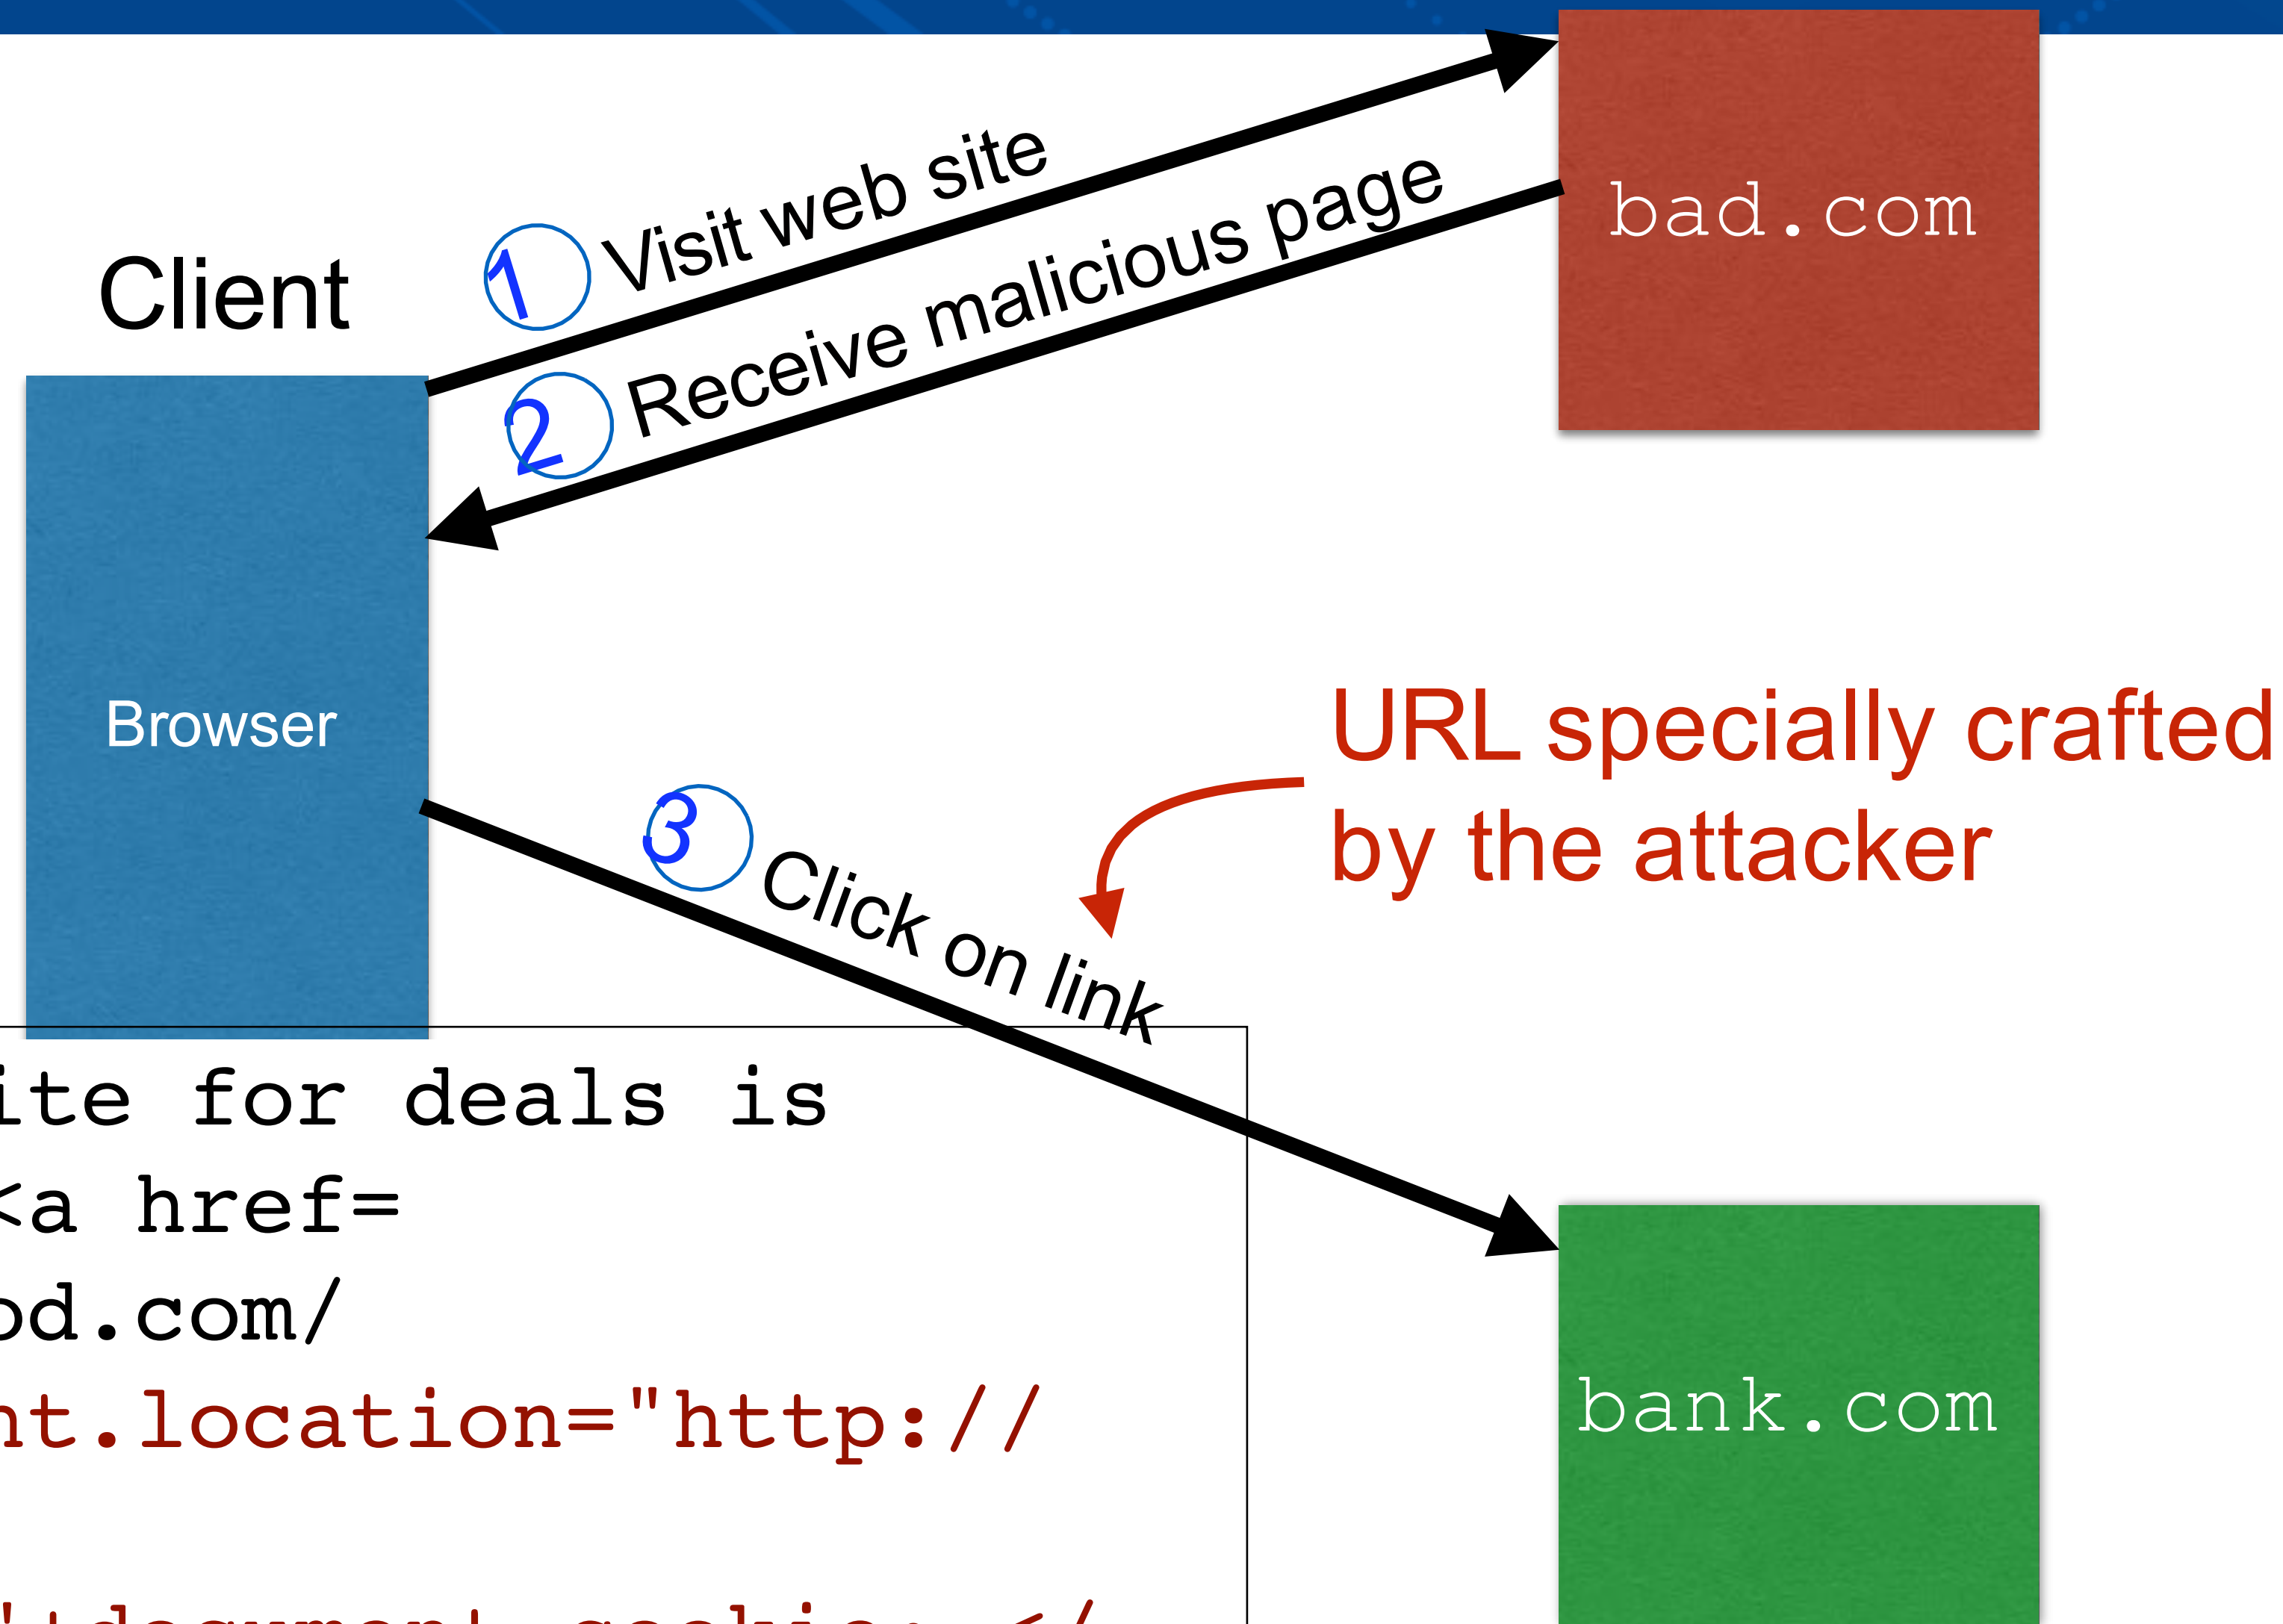 bad.com
1 Visit web site
2 Receive malicious page
Client
Browser
URL specially crafted
by the attacker
3 Click on link
ite for deals is
<a href=
od.com/
nt.location="http://
bank.com